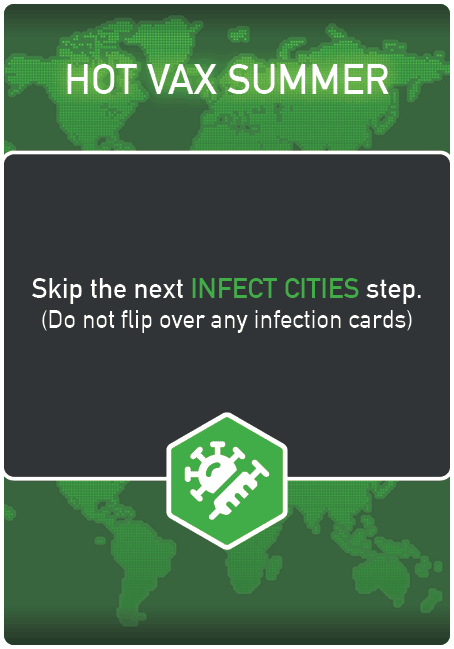 HOT VAX SUMMER
Skip the next INFECT CITIES step.
(Do not flip over any infection cards)